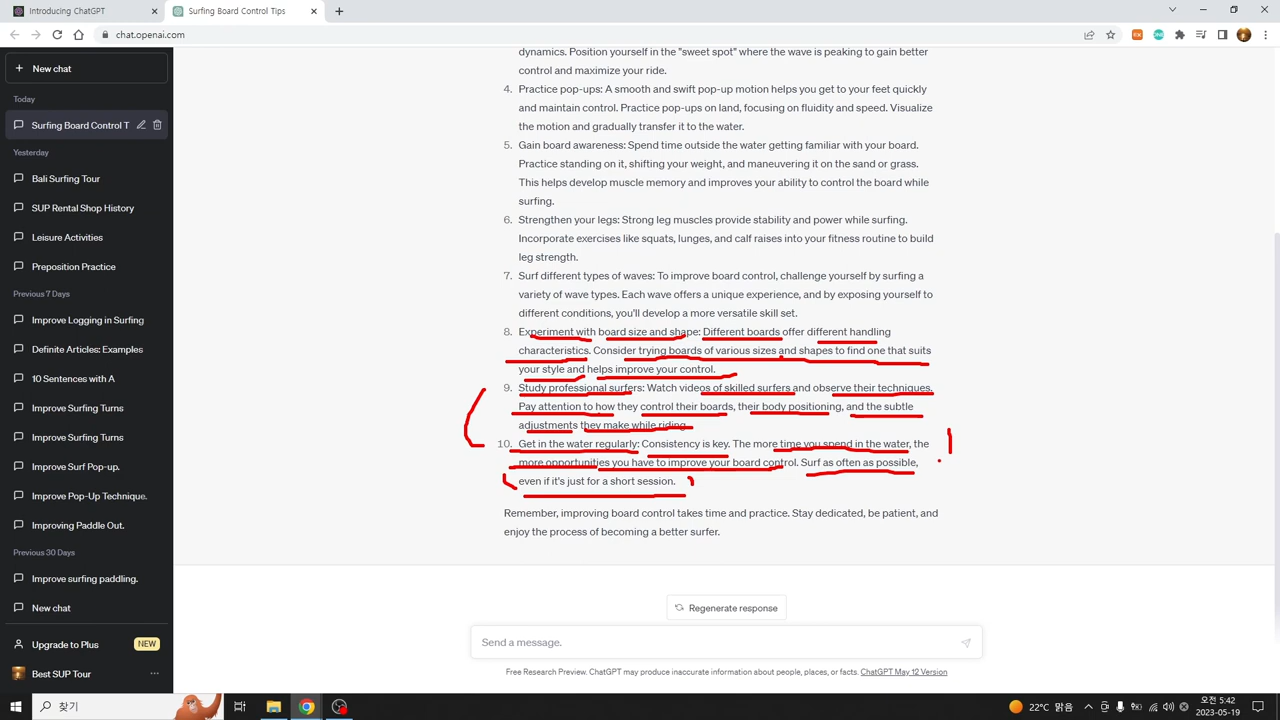 Introducing ChatGPT
Surfing Board Control Tips
chat.openai.com
New chat
Today
Surfing Board Control T
Yesterday
Bali Surfing Tour
SUP Rental Shop History
Leisure Activities
Preposition Practice
Previous 7 Days
Improve Logging in Surfing
Definite Articles: Examples
10 Sentences with A
Improve Surfing Turns
Improve Surfing Turns
Improve Surf Pop-up.
Improve Pop-Up Technique.
Improving Paddle Out.
Previous 30 Days
Improve surfing paddling.
New chat
Upgrade to Plus NEW
Best SUP Tour
dynamics. Position yourself in the "sweet spot" where the wave is peaking to gain better
control and maximize your ride.
4. Practice pop-ups: A smooth and swift pop-up motion helps you get to your feet quickly
and maintain control. Practice pop-ups on land, focusing on fluidity and speed. Visualize
the motion and gradually transfer it to the water.
5. Gain board awareness: Spend time outside the water getting familiar with your board.
Practice standing on it, shifting your weight, and maneuvering it on the sand or grass.
This helps develop muscle memory and improves your ability to control the board while
surfing.
6. Strengthen your legs: Strong leg muscles provide stability and power while surfing.
Incorporate exercises like squats, lunges, and calf raises into your fitness routine to build
leg strength.
7. Surf different types of waves: To improve board control, challenge yourself by surfing a
variety of wave types. Each wave offers a unique experience, and by exposing yourself to
different conditions, you'll develop a more versatile skill set.
8. Experiment with board size and shape: Different boards offer different handling
characteristics. Consider trying boards of various sizes and shapes to find one that suits
your style and helps improve your control.
9. Study professional surfers: Watch videos of skilled surfers and observe their techniques.
Pay attention to how they control their boards, their body positioning, and the subtle
adjustments they make while riding.
10. Get in the water regularly: Consistency is key. The more time you spend in the water, the
more opportunities you have to improve your board control. Surf as often as possible,
even if it's just for a short session.
Remember, improving board control takes time and practice. Stay dedicated, be patient, and
enjoy the process of becoming a better surfer.
Regenerate response
Send a message.
Free Research Preview. ChatGPT may produce inaccurate information about people, places, or facts. ChatGPT May 12 Version
찾기
22°C 맑음
오전 5:42
2023-05-19